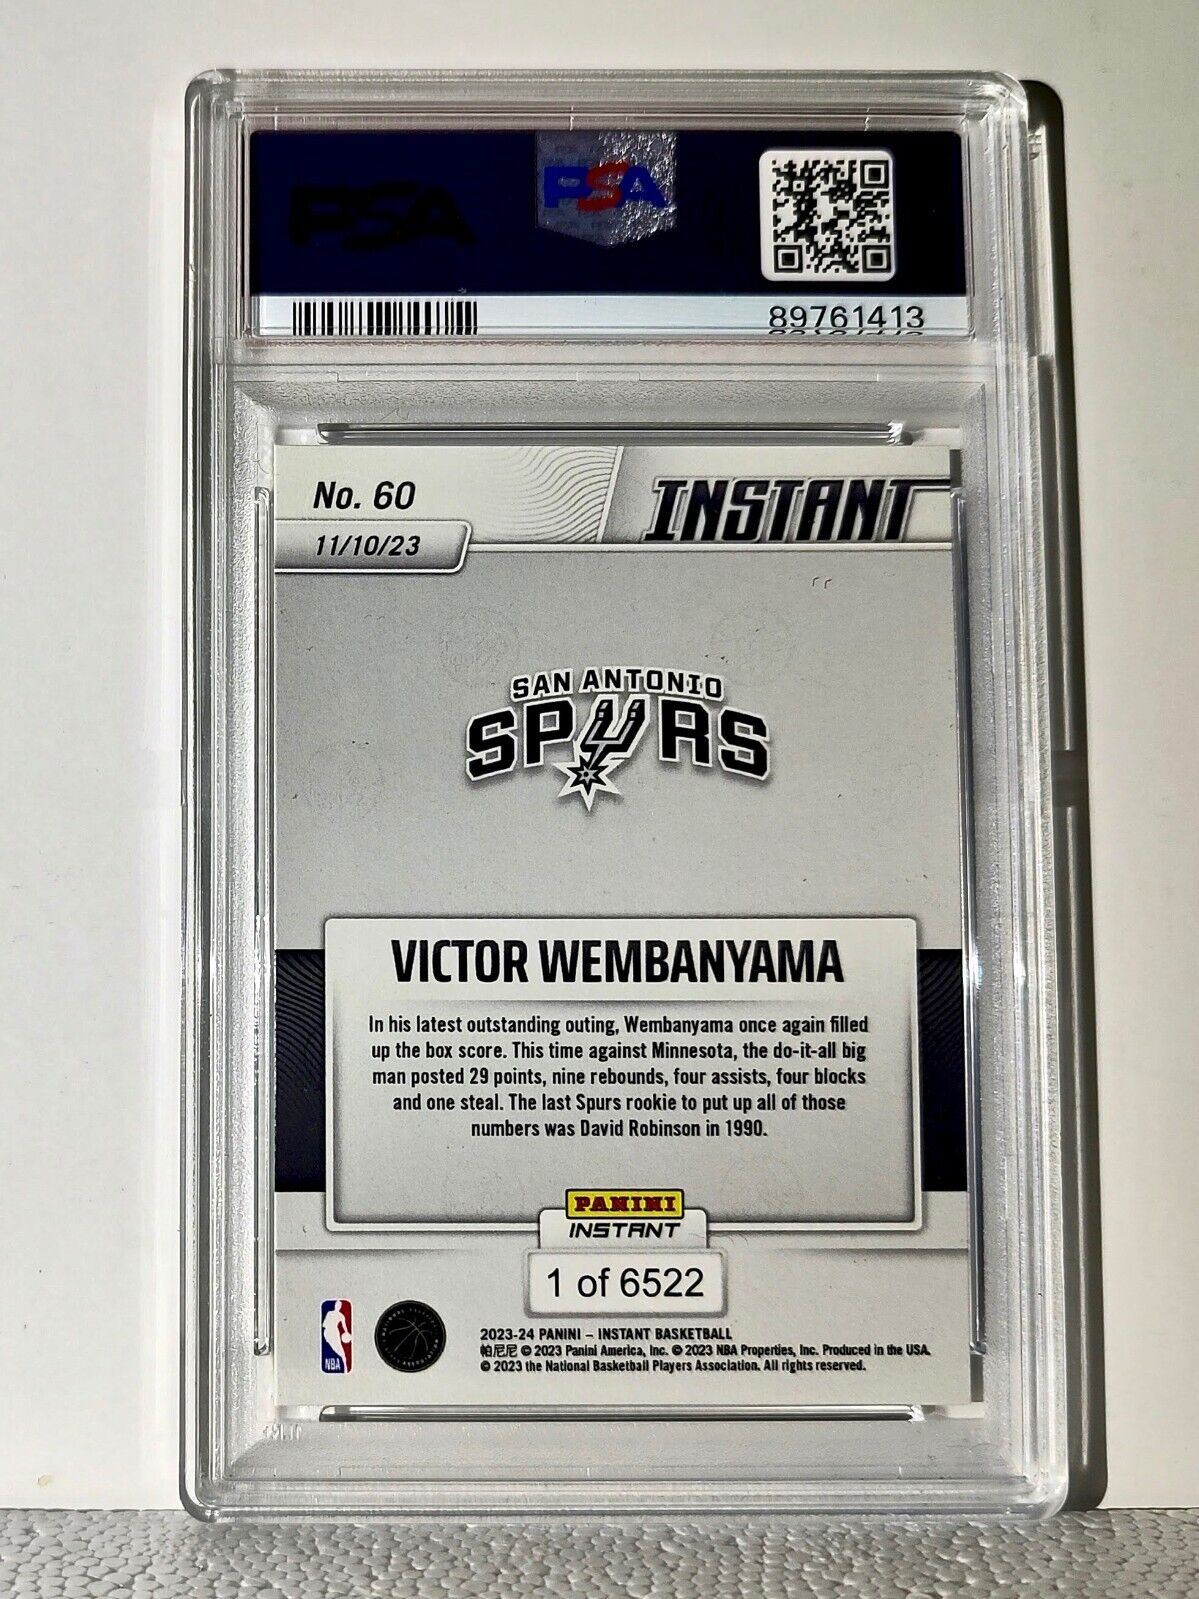 PSA
PSA
89761413
No. 60
INSTANT
11/10/23
SAN ANTONIO
SPURS
VICTOR WEMBANYAMA
In his latest outstanding outing, Wembanyama once again filled
up the box score. This time against Minnesota, the do-it-all big
man posted 29 points, nine rebounds, four assists, four blocks
and one steal. The last Spurs rookie to put up all of those
numbers was David Robinson in 1990.
PANINI
INSTANT
1 of 6522
NBA
2023-24 PANINI – INSTANT BASKETBALL
帕尼尼 © 2023 Panini America, Inc. © 2023 NBA Properties, Inc. Produced in the USA.
© 2023 the National Basketball Players Association. All rights reserved.